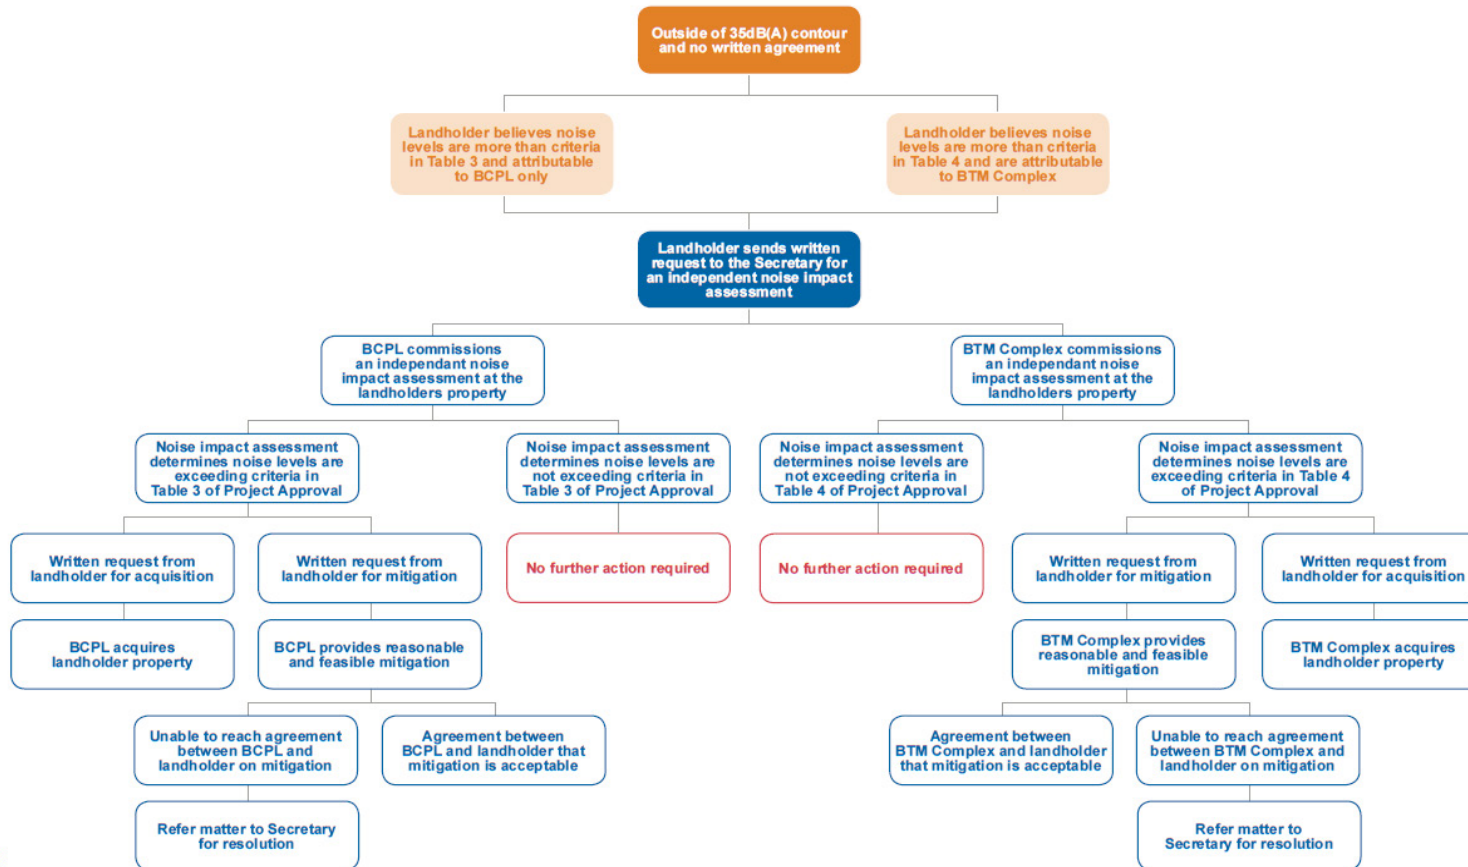 Outside of 35dB(A) contour
and no written agreement
Landholder believes noise
levels are more than criteria
in Table 3 and attributable
to BCPL only
Landholder believes noise
levels are more than criteria
in Table 4 and are attributable
to BTM Complex
Landholder sends written
request to the Secretary for
an independent noise impact
assessment
BCPL commissions
an independant noise
impact assessment at the
landholders property
BTM Complex commissions
an independant noise
impact assessment at the
landholders property
Noise impact assessment
determines noise levels are
exceeding criteria in
Table 3 of Project Approval
Noise impact assessment
determines noise levels are
not exceeding criteria in
Table 3 of Project Approval
Noise impact assessment
determines noise levels are
not exceeding criteria in
Table 4 of Project Approval
Noise impact assessment
determines noise levels are
exceeding criteria in Table 4
of Project Approval
Written request from
landholder for acquisition
Written request from
landholder for mitigation
No further action required
No further action required
Written request from
landholder for mitigation
Written request from
landholder for acquisition
BCPL acquires
landholder property
BCPL provides reasonable
and feasible mitigation
BTM Complex provides
reasonable and feasible
mitigation
BTM Complex acquires
landholder property
Unable to reach agreement
between BCPL and
landholder on mitigation
Agreement between
BCPL and landholder that
mitigation is acceptable
Agreement between
BTM Complex and landholder
that mitigation is acceptable
Unable to reach agreement
between BTM Complex and
landholder on mitigation
Refer matter to Secretary
for resolution
Refer matter to
Secretary for resolution